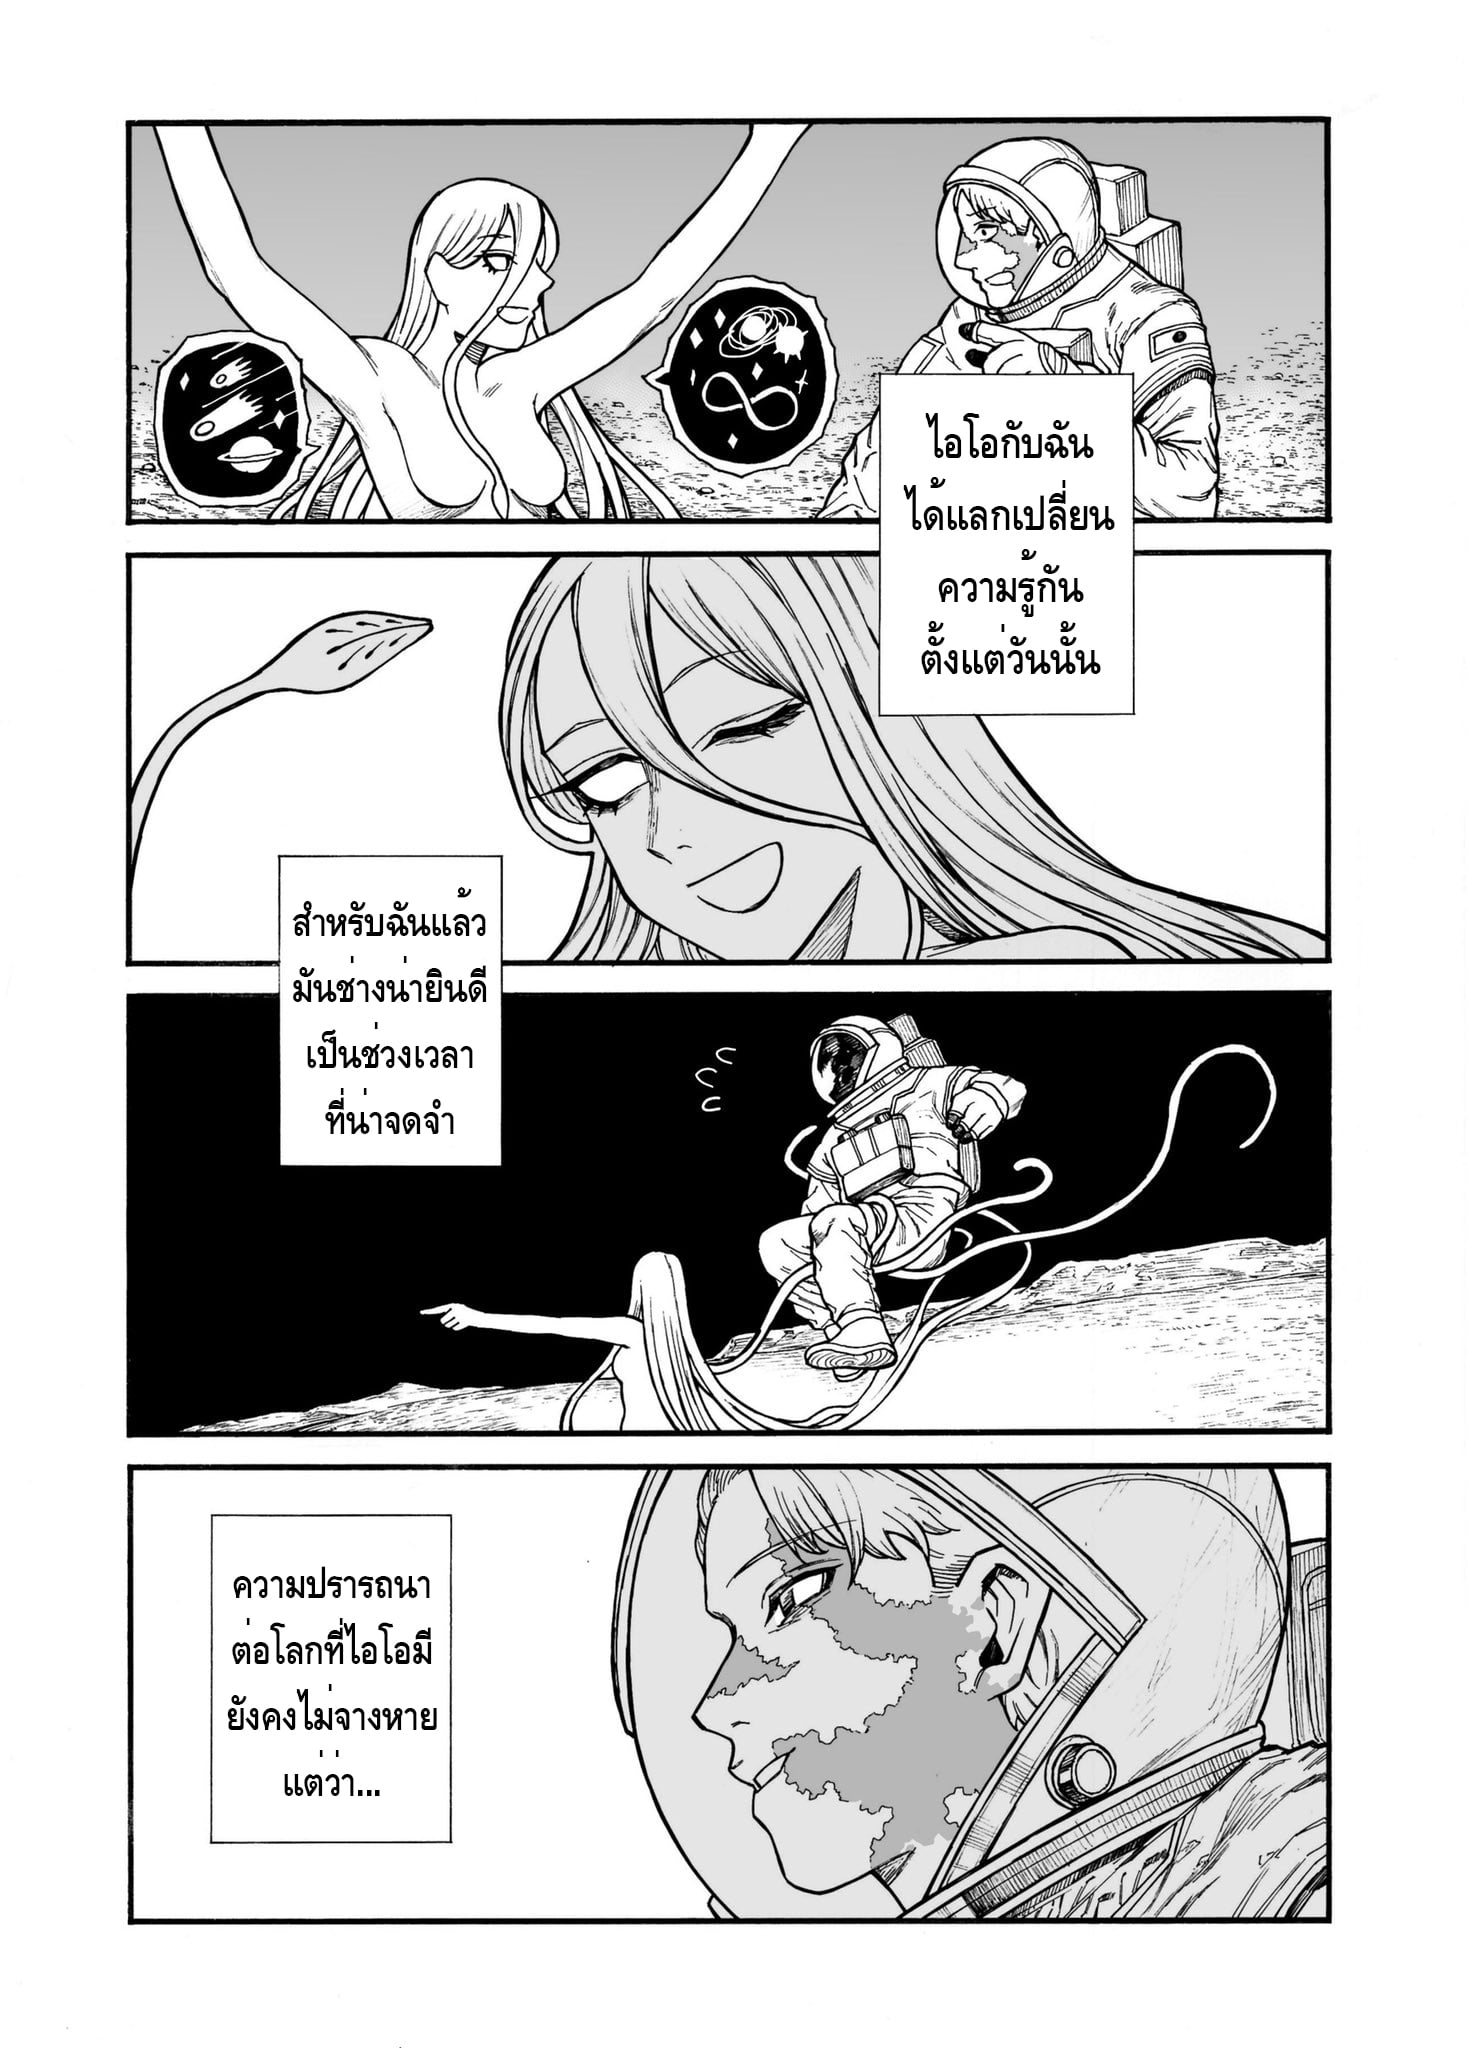 ไอโอกับฉัน
ได้แลกเปลี่ยน
ความรู้กัน
ตั้งแต่วันนั้น
สำหรับฉันแล้ว
มันช่างน่ายินดี
เป็นช่วงเวลา
ที่น่าจดจำ
ความปรารถนา
ต่อโลกที่ไอโอมี
ยังคงไม่จางหาย
แต่ว่า...